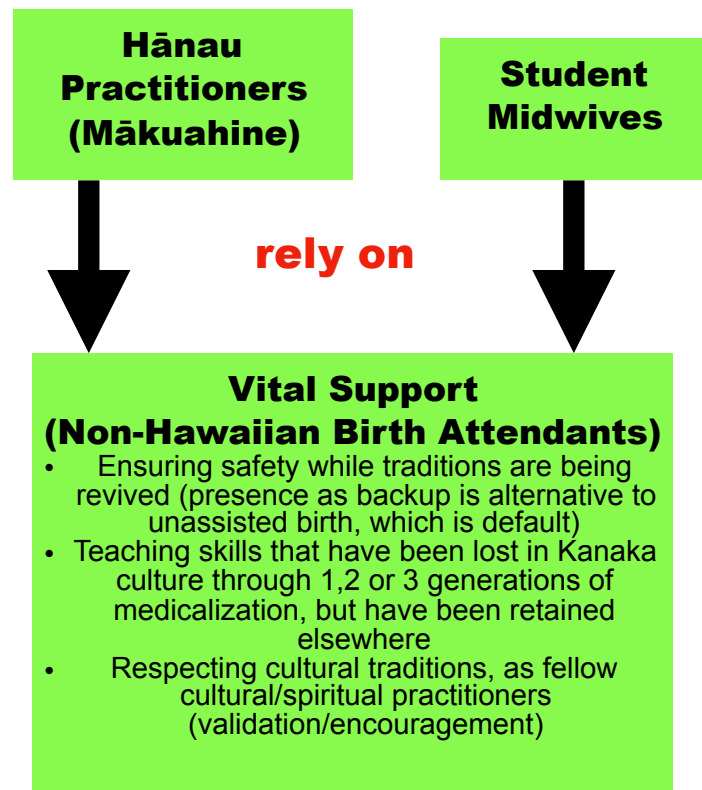 Hānau
Practitioners
(Mākuahine)
Student
Midwives
rely on
Vital Support
(Non-Hawaiian Birth Attendants)
• Ensuring safety while traditions are being
revived (presence as backup is alternative to
unassisted birth, which is default)
• Teaching skills that have been lost in Kanaka
culture through 1,2 or 3 generations of
medicalization, but have been retained
elsewhere
• Respecting cultural traditions, as fellow
cultural/spiritual practitioners
(validation/encouragement)